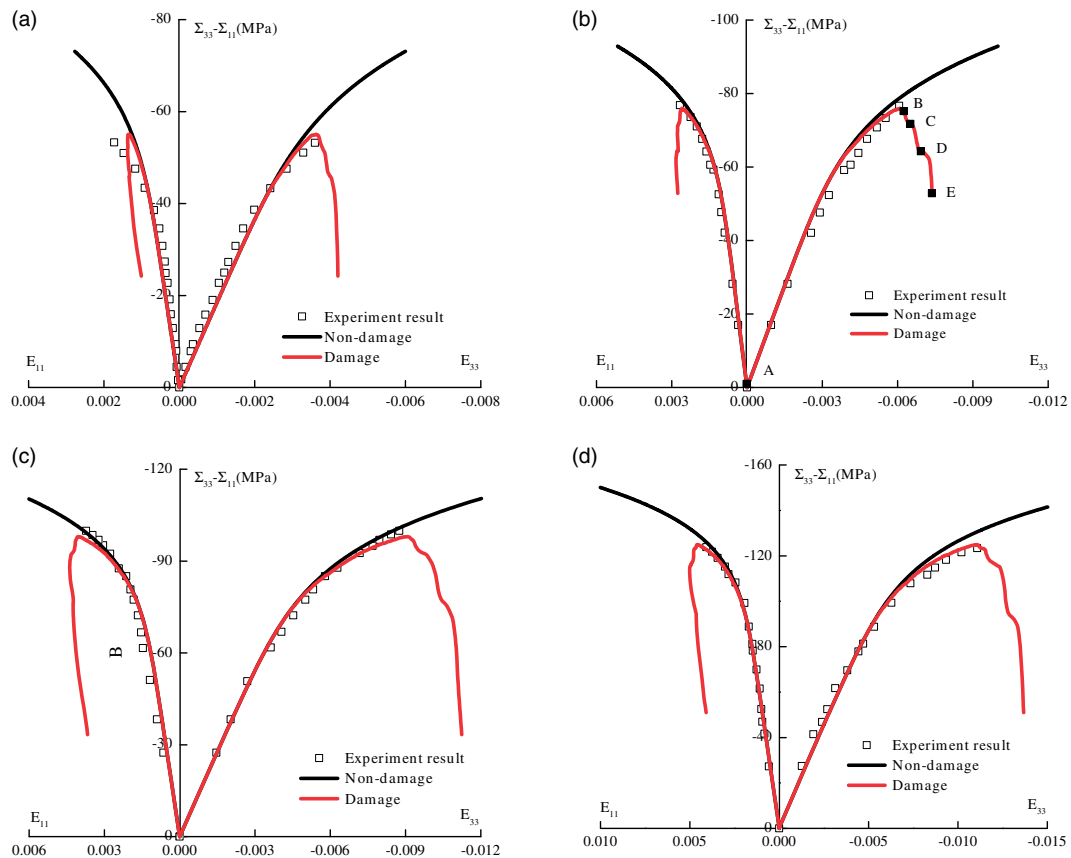 (a)
-80
Σ33-Σ11(MPa)
-60
-40
-20
0
Experiment result
Non-damage
Damage
E11
E33
0.004 0.002 0.000 -0.002 -0.004 -0.006 -0.008
(b)
-100
Σ33-Σ11(MPa)
-80
-60
-40
-20
0
B
C
D
E
A
Experiment result
Non-damage
Damage
E11
E33
0.006 0.003 0.000 -0.003 -0.006 -0.009 -0.012
(c)
-120
Σ33-Σ11(MPa)
-90
-60
-30
0
B
Experiment result
Non-damage
Damage
E11
E33
0.006 0.003 0.000 -0.003 -0.006 -0.009 -0.012
(d)
-160
Σ33-Σ11(MPa)
-120
-80
-40
0
Experiment result
Non-damage
Damage
E11
E33
0.010 0.005 0.000 -0.005 -0.010 -0.015